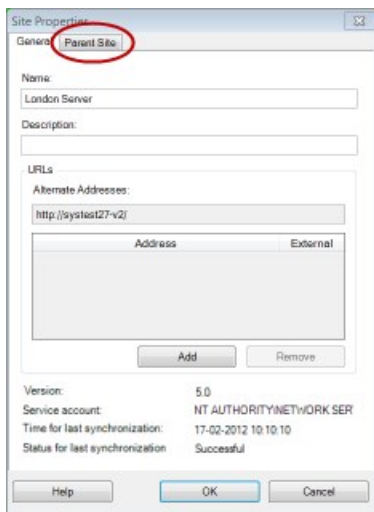 Site Properties
General Parent Site
Name:
London Server
Description:
URLs
Alternate Addresses:
http://systest27-v2/
Address External
Add Remove
Version: 5.0
Service account: NT AUTHORITY\NETWORK SER
Time for last synchronization: 17-02-2012 10:10:10
Status for last synchronization Successful
Help OK Cancel